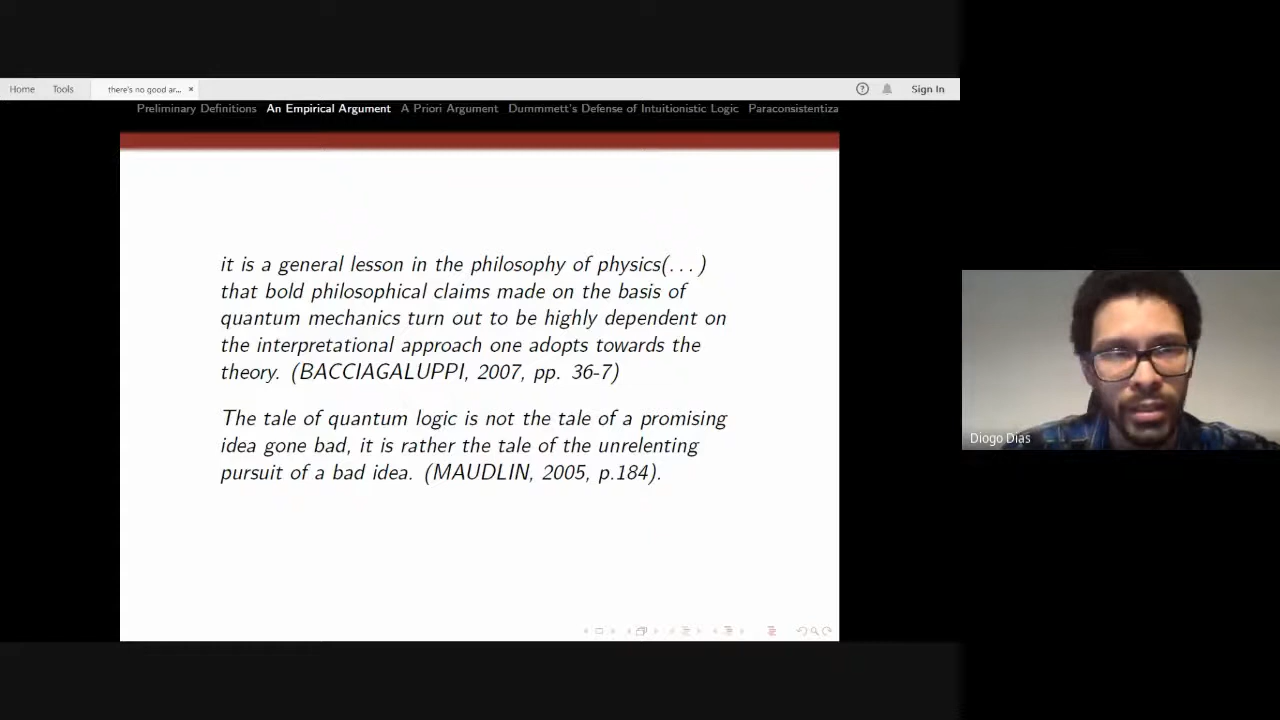 Home Tools there's no good ar... × ? Sign In
Preliminary Definitions An Empirical Argument A Priori Argument Dummmett's Defense of Intuitionistic Logic Paraconsistentiza
it is a general lesson in the philosophy of physics(...)
that bold philosophical claims made on the basis of
quantum mechanics turn out to be highly dependent on
the interpretational approach one adopts towards the
theory. (BACCIAGALUPPI, 2007, pp. 36-7)
The tale of quantum logic is not the tale of a promising
idea gone bad, it is rather the tale of the unrelenting
pursuit of a bad idea. (MAUDLIN, 2005, p.184).
Diogo Dias